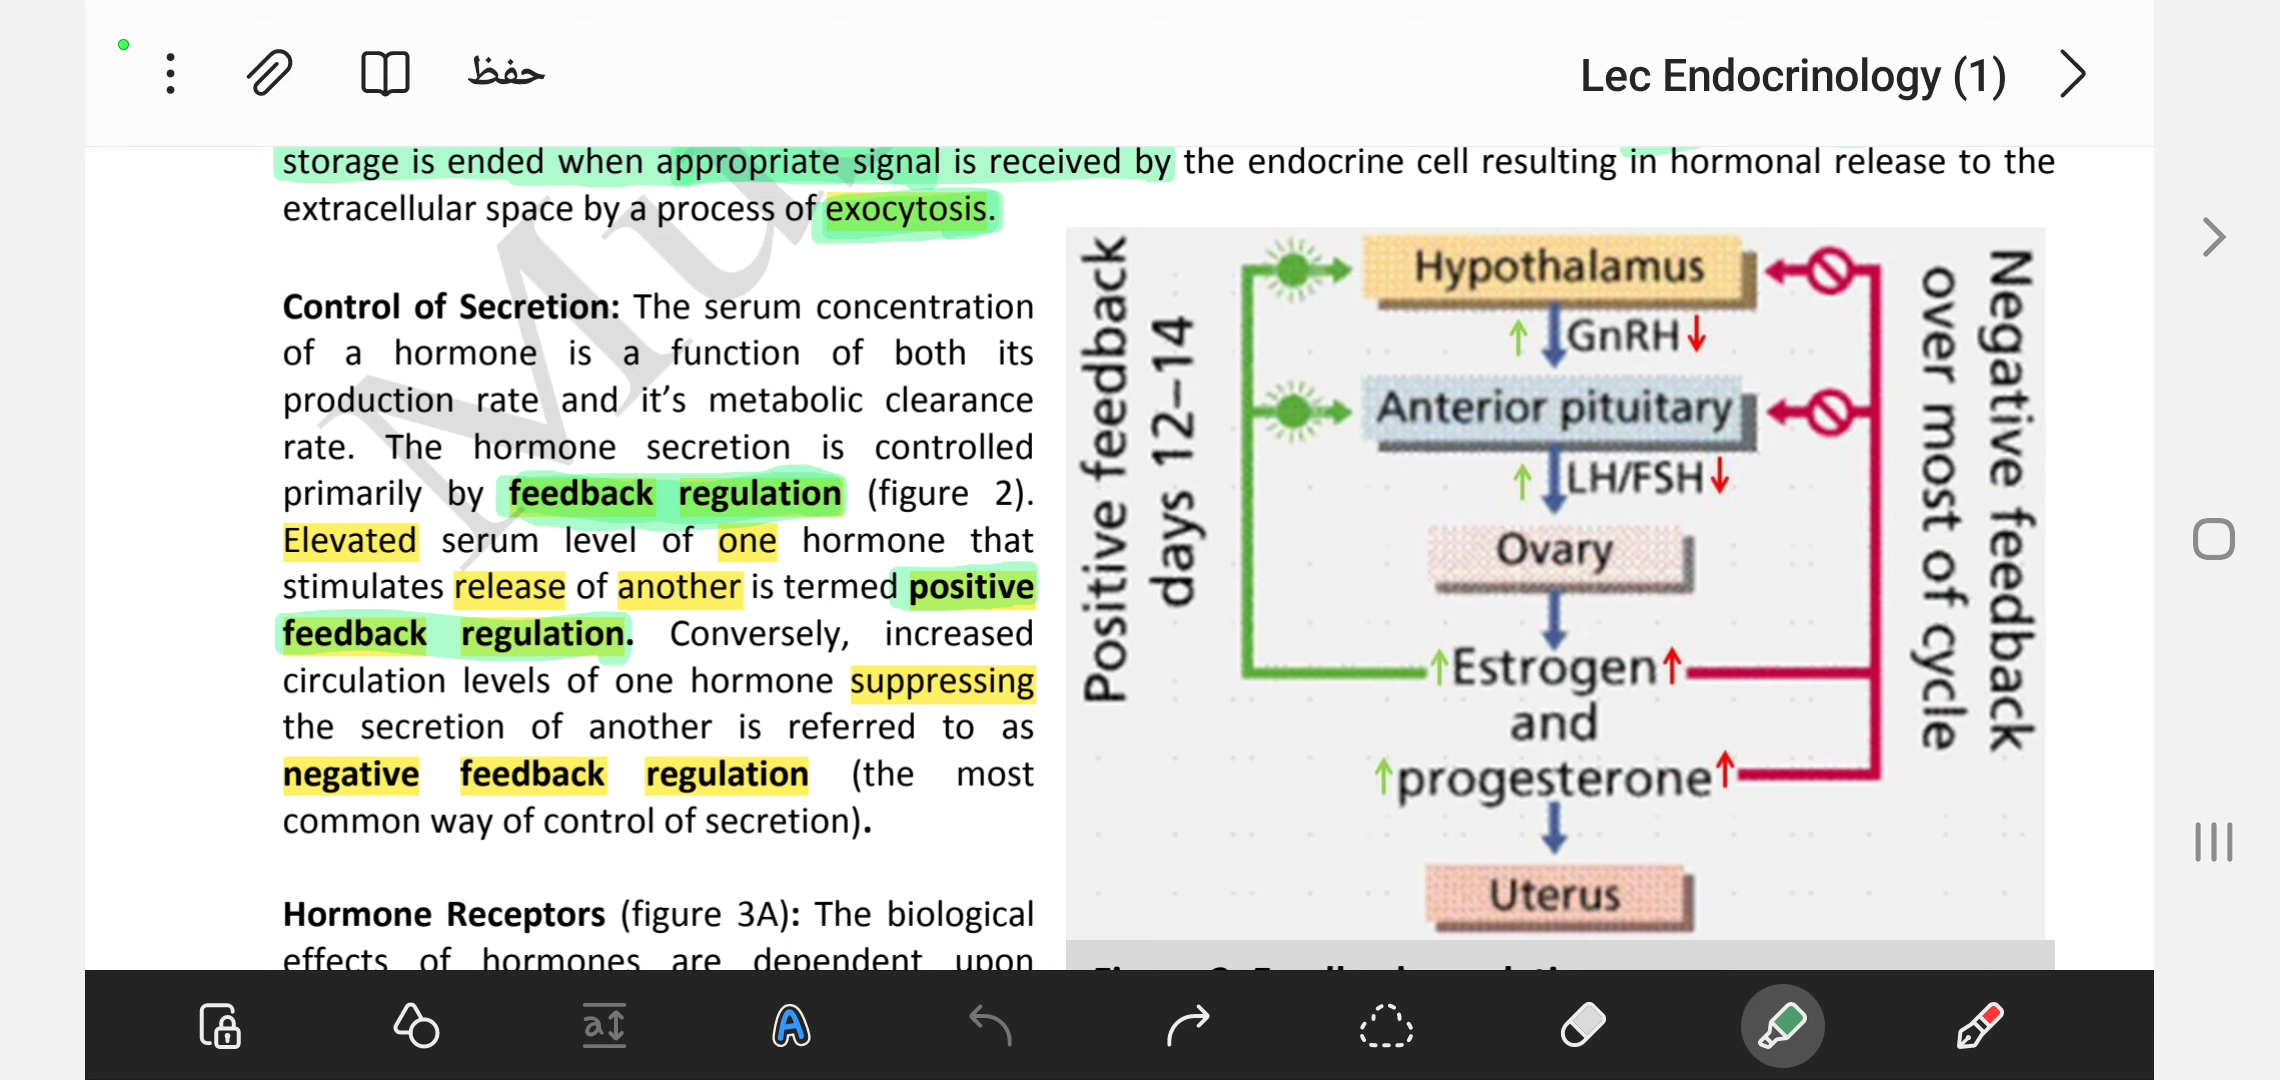 حفظ
Lec Endocrinology (1)
storage is ended when appropriate signal is received by the endocrine cell resulting in hormonal release to the
extracellular space by a process of exocytosis.
Control of Secretion: The serum concentration
of a hormone is a function of both its
production rate and it's metabolic clearance
rate. The hormone secretion is controlled
primarily by feedback regulation (figure 2).
Elevated serum level of one hormone that
stimulates release of another is termed positive
feedback regulation. Conversely, increased
circulation levels of one hormone suppressing
the secretion of another is referred to as
negative feedback regulation (the most
common way of control of secretion).
Hormone Receptors (figure 3A): The biological
effects of hormones are dependent upon
Positive feedback
days 12–14
Hypothalamus
↑ GnRH ↓
Anterior pituitary
↑ LH/FSH ↓
Ovary
↑ Estrogen ↑
and
↑ progesterone ↑
Uterus
Negative feedback
over most of cycle